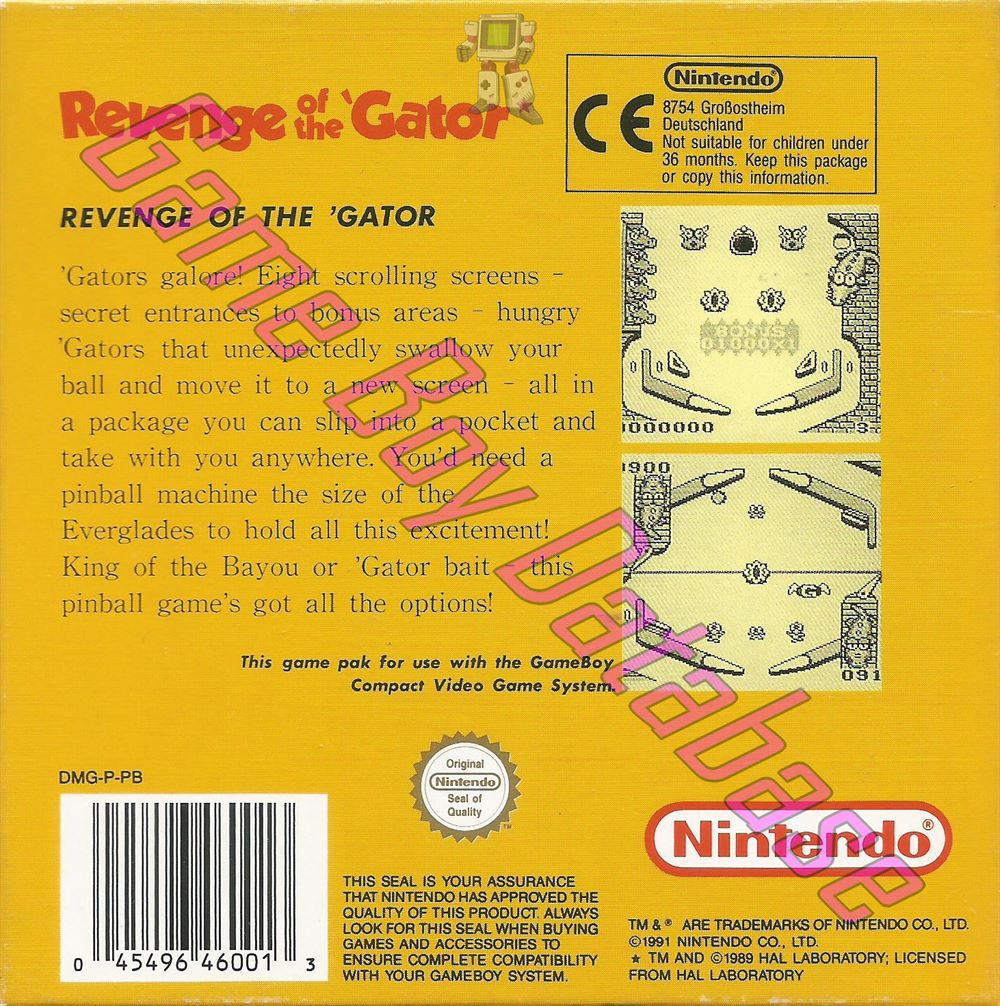 Revenge of the 'Gator
Nintendo®
CE
8754 Großostheim
Deutschland
Not suitable for children under
36 months. Keep this package
or copy this information.
REVENGE OF THE 'GATOR
'Gators galore! Eight scrolling screens -
secret entrances to bonus areas - hungry
'Gators that unexpectedly swallow your
ball and move it to a new screen - all in
a package you can slip into a pocket and
take with you anywhere. You'd need a
pinball machine the size of the
Everglades to hold all this excitement!
King of the Bayou or 'Gator bait - this
pinball game's got all the options!
This game pak for use with the GameBoy
Compact Video Game System.
BONUS
01000X1
1000000
3
1900
091
Game Boy Database
DMG-P-PB
Original
Nintendo
Seal of
Quality
TM
Nintendo®
0 45496 46001 3
THIS SEAL IS YOUR ASSURANCE
THAT NINTENDO HAS APPROVED THE
QUALITY OF THIS PRODUCT. ALWAYS
LOOK FOR THIS SEAL WHEN BUYING
GAMES AND ACCESSORIES TO
ENSURE COMPLETE COMPATIBILITY
WITH YOUR GAMEBOY SYSTEM.
TM & ® ARE TRADEMARKS OF NINTENDO CO., LTD.
©1991 NINTENDO CO., LTD.
★ TM AND ©1989 HAL LABORATORY; LICENSED
FROM HAL LABORATORY